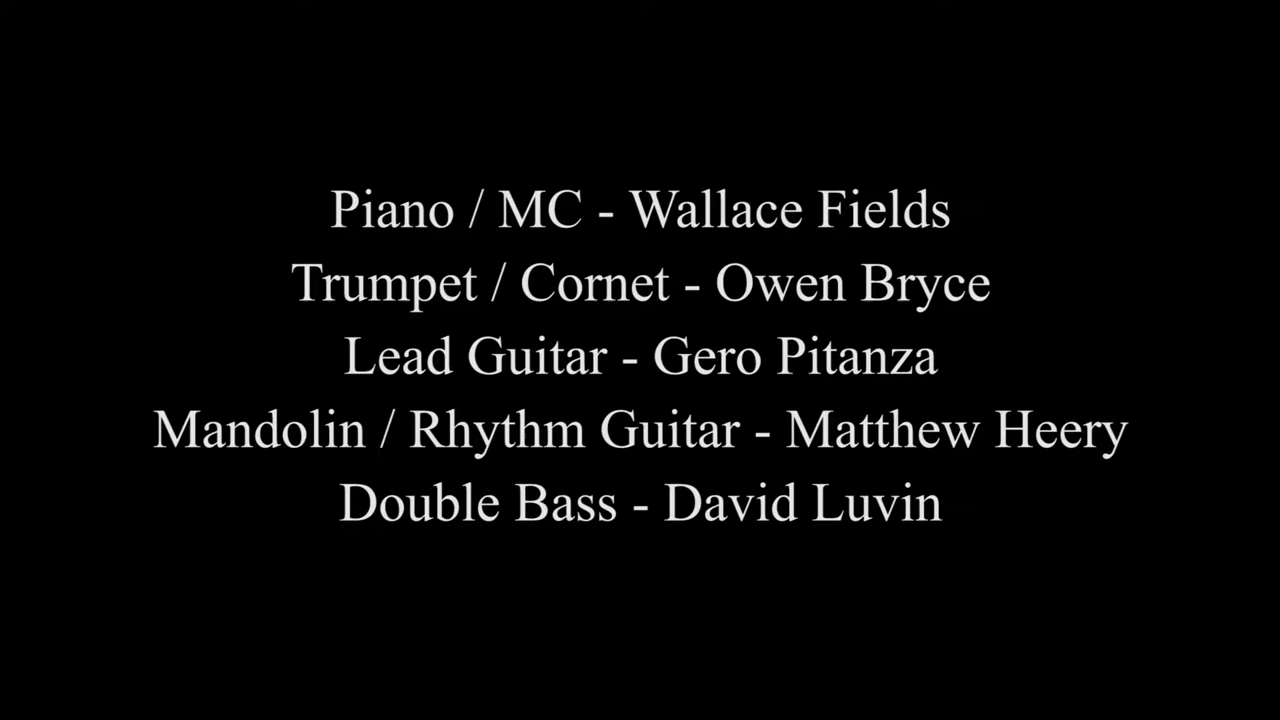 Piano / MC - Wallace Fields
Trumpet / Cornet - Owen Bryce
Lead Guitar - Gero Pitanza
Mandolin / Rhythm Guitar - Matthew Heery
Double Bass - David Luvin